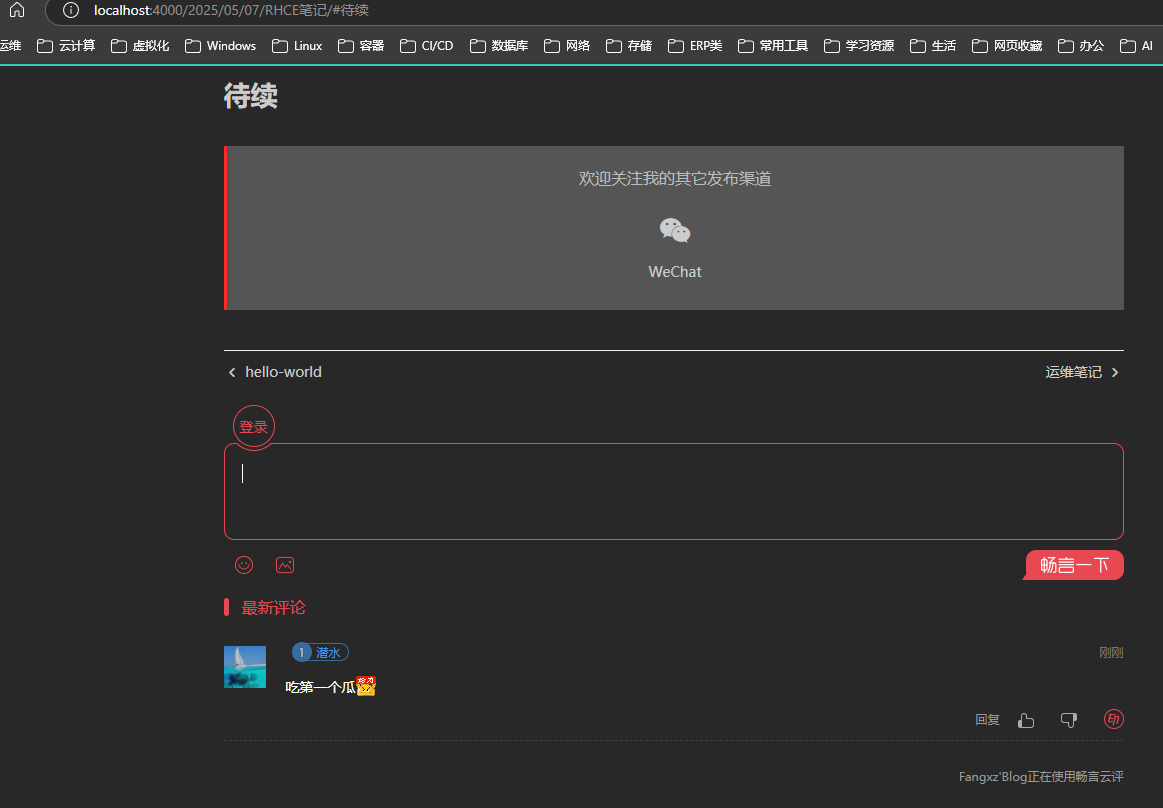 localhost:4000/2025/05/07/RHCE笔记/#待续
运维 云计算 虚拟化 Windows Linux 容器 CI/CD 数据库 网络 存储 ERP类 常用工具 学习资源 生活 网页收藏 办公 AI
待续
欢迎关注我的其它发布渠道
WeChat
hello-world 运维笔记
登录
畅言一下
最新评论
1 潜水 刚刚
吃第一个瓜
回复 印
Fangxz'Blog正在使用畅言云评